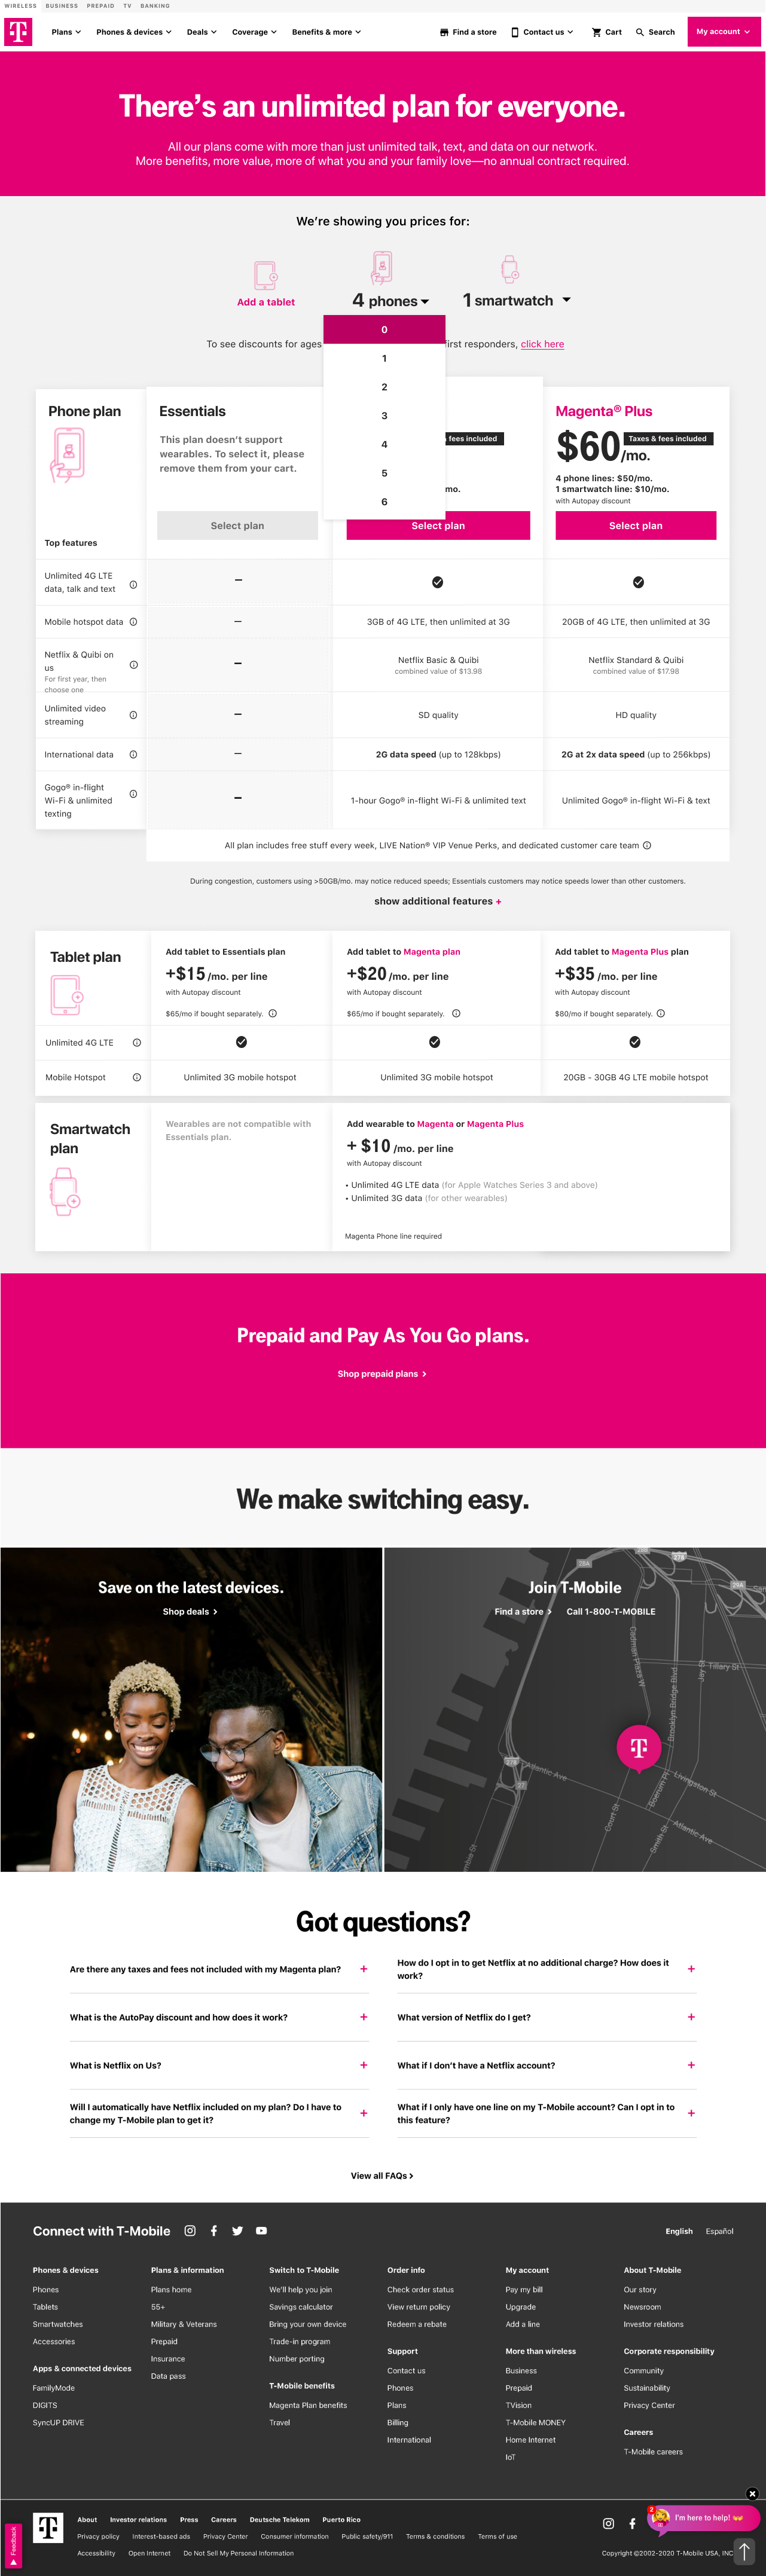 WIRELESS BUSINESS PREPAID TV BANKING
Plans Phones & devices Deals Coverage Benefits & more Find a store Contact us Cart Search My account
There's an unlimited plan for everyone.
All our plans come with more than just unlimited talk, text, and data on our network.
More benefits, more value, more of what you and your family love—no annual contract required.
We're showing you prices for:
Add a tablet 4 phones 1 smartwatch
To see discounts for ages irst responders, click here
0
1
2
3
4
5
6
Phone plan
Essentials
This plan doesn't support
wearables. To select it, please
remove them from your cart.
Select plan
fees included
mo.
Select plan
Magenta® Plus
$60/mo. Taxes & fees included
4 phone lines: $50/mo.
1 smartwatch line: $10/mo.
with Autopay discount
Select plan
Top features
Unlimited 4G LTE
data, talk and text
Mobile hotspot data – 3GB of 4G LTE, then unlimited at 3G 20GB of 4G LTE, then unlimited at 3G
Netflix & Quibi on
us
For first year, then
choose one
– Netflix Basic & Quibi Netflix Standard & Quibi
combined value of $13.98 combined value of $17.98
Unlimited video
streaming
– SD quality HD quality
International data – 2G data speed (up to 128kbps) 2G at 2x data speed (up to 256kbps)
Gogo® in-flight
Wi-Fi & unlimited
texting
– 1-hour Gogo® in-flight Wi-Fi & unlimited text Unlimited Gogo® in-flight Wi-Fi & text
All plan includes free stuff every week, LIVE Nation® VIP Venue Perks, and dedicated customer care team
During congestion, customers using >50GB/mo. may notice reduced speeds; Essentials customers may notice speeds lower than other customers.
show additional features +
Tablet plan
Add tablet to Essentials plan
+$15 /mo. per line
with Autopay discount
$65/mo if bought separately.
Add tablet to Magenta plan
+$20 /mo. per line
with Autopay discount
$65/mo if bought separately.
Add tablet to Magenta Plus plan
+$35 /mo. per line
with Autopay discount
$80/mo if bought separately.
Unlimited 4G LTE
Mobile Hotspot Unlimited 3G mobile hotspot Unlimited 3G mobile hotspot 20GB - 30GB 4G LTE mobile hotspot
Smartwatch
plan
Wearables are not compatible with
Essentials plan.
Add wearable to Magenta or Magenta Plus
+ $10 /mo. per line
with Autopay discount
• Unlimited 4G LTE data (for Apple Watches Series 3 and above)
• Unlimited 3G data (for other wearables)
Magenta Phone line required
Prepaid and Pay As You Go plans.
Shop prepaid plans
We make switching easy.
Save on the latest devices.
Shop deals
Join T-Mobile
Find a store Call 1-800-T-MOBILE
28A
27B
29A
Cadman Plaza W
Brooklyn Bridge Blvd
Jay St
Tillary St
27B
Atlantic Ave
27
Livingston St
Boerum Pl
Court St
Smith St
Atlantic Ave
Got questions?
Are there any taxes and fees not included with my Magenta plan? +
How do I opt in to get Netflix at no additional charge? How does it
work? +
What is the AutoPay discount and how does it work? +
What version of Netflix do I get? +
What is Netflix on Us? +
What if I don't have a Netflix account? +
Will I automatically have Netflix included on my plan? Do I have to
change my T-Mobile plan to get it? +
What if I only have one line on my T-Mobile account? Can I opt in to
this feature? +
View all FAQs
Connect with T-Mobile English Español
Phones & devices
Phones
Tablets
Smartwatches
Accessories
Apps & connected devices
FamilyMode
DIGITS
SyncUP DRIVE
Plans & information
Plans home
55+
Military & Veterans
Prepaid
Insurance
Data pass
Switch to T-Mobile
We'll help you join
Savings calculator
Bring your own device
Trade-in program
Number porting
T-Mobile benefits
Magenta Plan benefits
Travel
Order info
Check order status
View return policy
Redeem a rebate
Support
Contact us
Phones
Plans
Billing
International
My account
Pay my bill
Upgrade
Add a line
More than wireless
Business
Prepaid
TVision
T-Mobile MONEY
Home Internet
IoT
About T-Mobile
Our story
Newsroom
Investor relations
Corporate responsibility
Community
Sustainability
Privacy Center
Careers
T-Mobile careers
About Investor relations Press Careers Deutsche Telekom Puerto Rico
Privacy policy Interest-based ads Privacy Center Consumer information Public safety/911 Terms & conditions Terms of use
Accessibility Open Internet Do Not Sell My Personal Information
2
I'm here to help!
Copyright ©2002-2020 T-Mobile USA, INC
Feedback